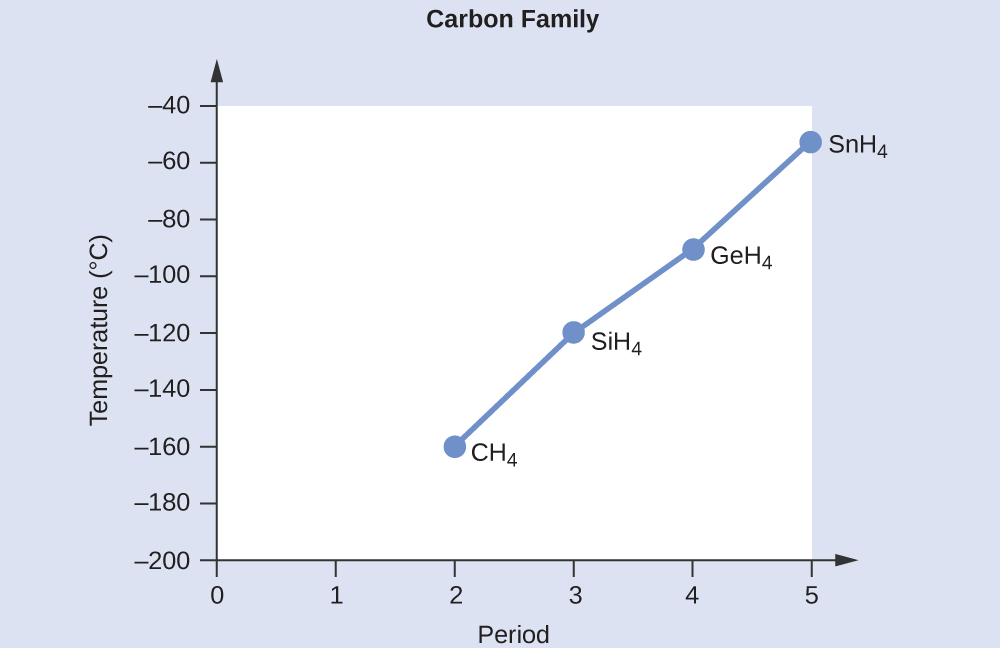 Carbon Family
–40
–60
–80
–100
–120
–140
–160
–180
–200
Temperature (°C)
SnH₄
GeH₄
SiH₄
CH₄
0 1 2 3 4 5
Period